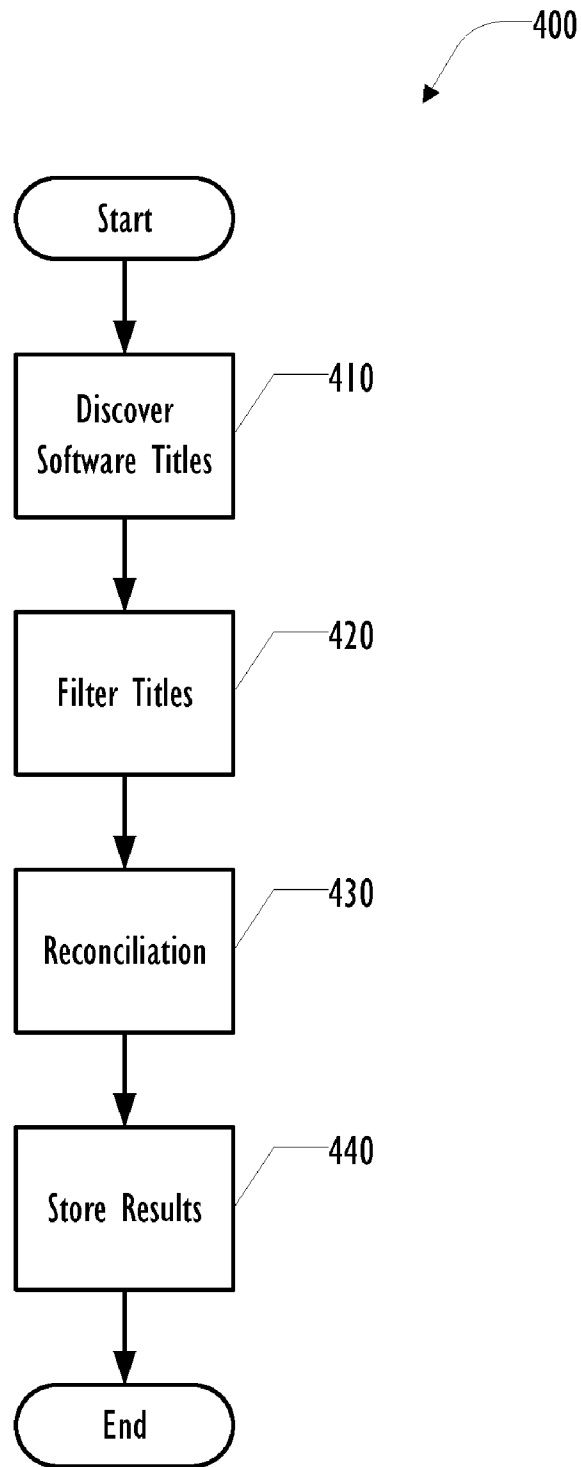 400
Start
410
Discover
Software Titles
420
Filter Titles
430
Reconciliation
440
Store Results
End